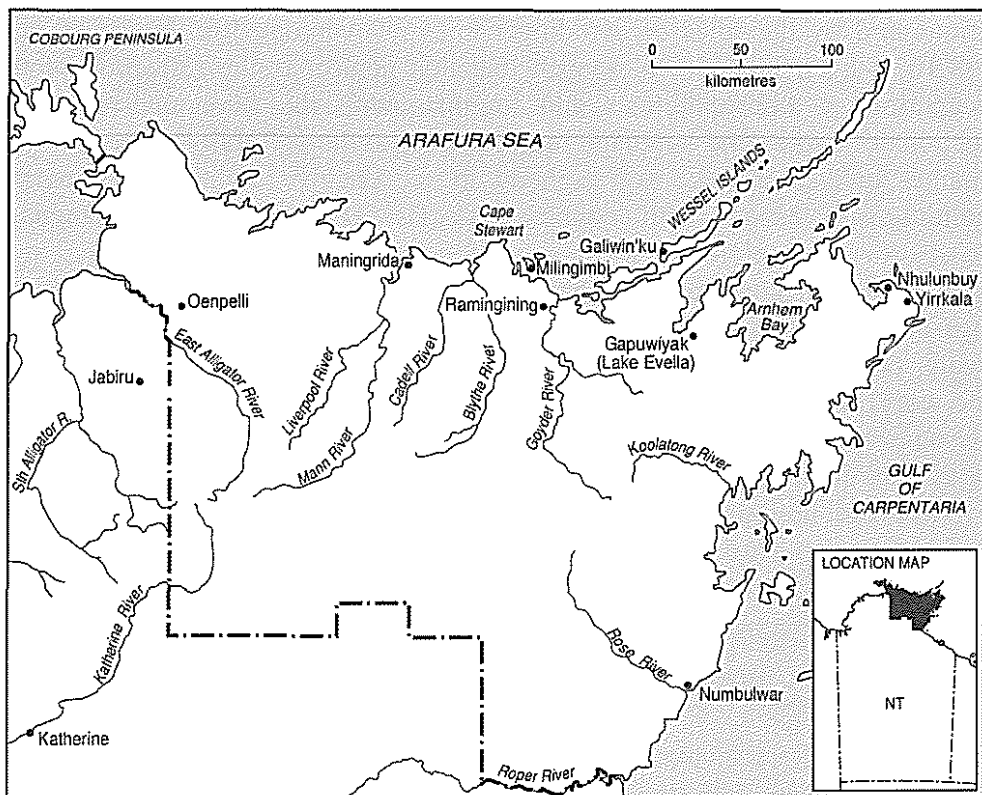 COBOURG PENINSULA
0 50 100
kilometres
ARAFURA SEA
WESSEL ISLANDS
Cape
Stewart
Galiwin'ku
Maningrida
Milingimbi
Nhulunbuy
Yirrkala
Oenpelli
Ramingining
Arnhem
Bay
Gapuwiyak
(Lake Evella)
East Alligator River
Jabiru
Liverpool River
Cadell River
Blythe River
Goyder River
Mann River
Sth Alligator R.
Koolatong River
GULF
OF
CARPENTARIA
LOCATION MAP
NT
Katherine River
Rose River
Numbulwar
Katherine
Roper River